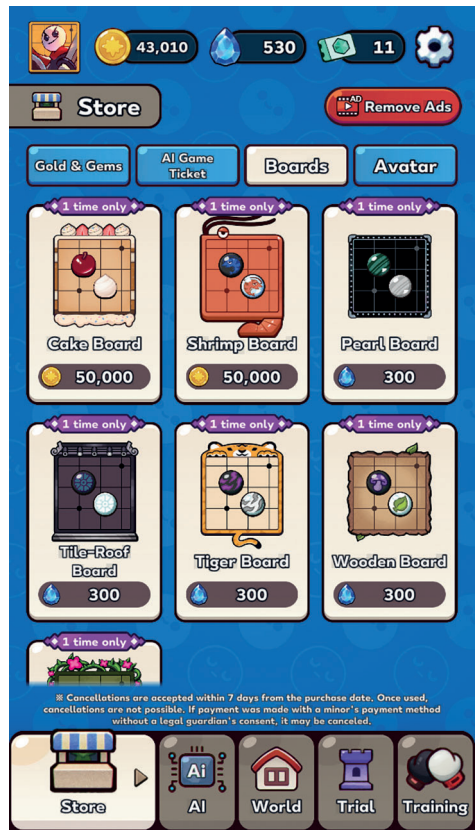 43,010
530
11
Store
AD
Remove Ads
Gold & Gems
AI Game
Ticket
Boards
Avatar
1 time only
1 time only
1 time only
Cake Board
Shrimp Board
Pearl Board
50,000
50,000
300
1 time only
1 time only
1 time only
Tile-Roof
Board
Tiger Board
Wooden Board
300
300
300
1 time only
※ Cancellations are accepted within 7 days from the purchase date. Once used,
cancellations are not possible. If payment was made with a minor's payment method
without a legal guardian's consent, it may be canceled.
Ai
Store
AI
World
Trial
Training